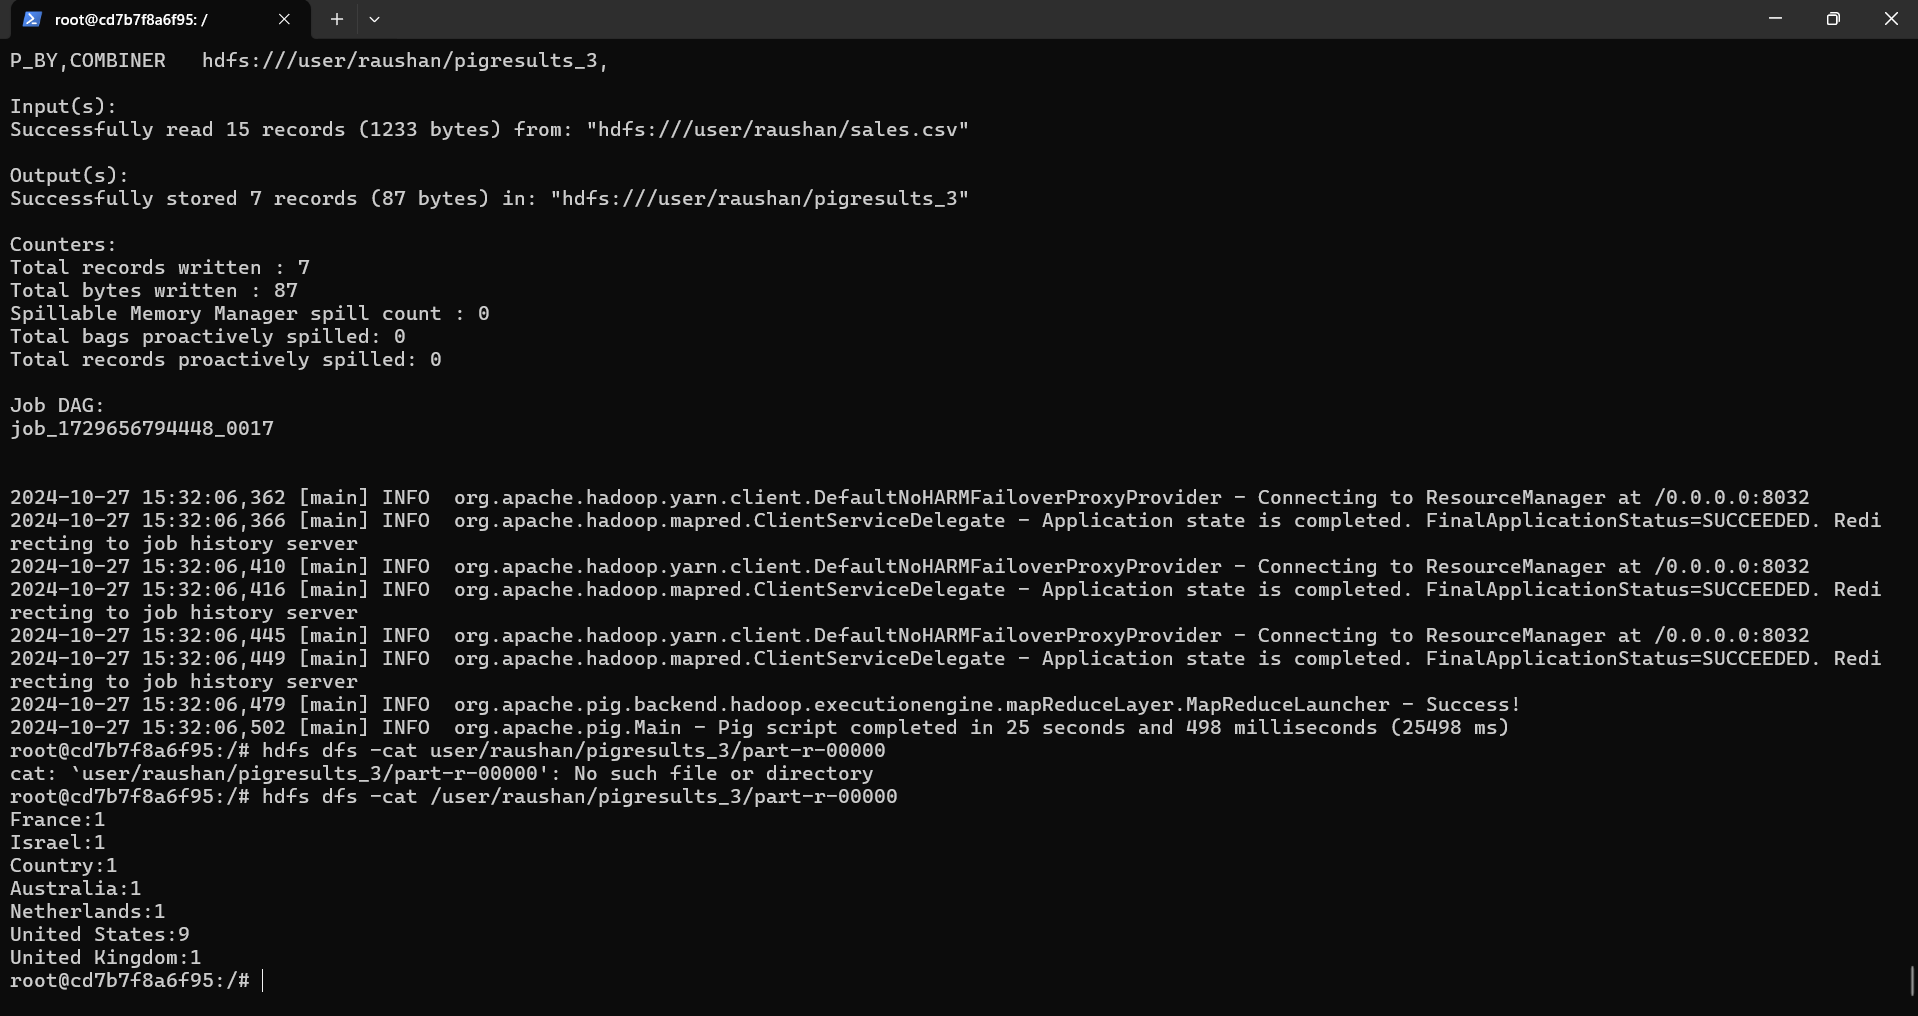 root@cd7b7f8a6f95: /
P_BY,COMBINER   hdfs:///user/raushan/pigresults_3,
Input(s):
Successfully read 15 records (1233 bytes) from: "hdfs:///user/raushan/sales.csv"
Output(s):
Successfully stored 7 records (87 bytes) in: "hdfs:///user/raushan/pigresults_3"
Counters:
Total records written : 7
Total bytes written : 87
Spillable Memory Manager spill count : 0
Total bags proactively spilled: 0
Total records proactively spilled: 0
Job DAG:
job_1729656794448_0017
2024-10-27 15:32:06,362 [main] INFO  org.apache.hadoop.yarn.client.DefaultNoHARMFailoverProxyProvider - Connecting to ResourceManager at /0.0.0.0:8032
2024-10-27 15:32:06,366 [main] INFO  org.apache.hadoop.mapred.ClientServiceDelegate - Application state is completed. FinalApplicationStatus=SUCCEEDED. Redi
recting to job history server
2024-10-27 15:32:06,410 [main] INFO  org.apache.hadoop.yarn.client.DefaultNoHARMFailoverProxyProvider - Connecting to ResourceManager at /0.0.0.0:8032
2024-10-27 15:32:06,416 [main] INFO  org.apache.hadoop.mapred.ClientServiceDelegate - Application state is completed. FinalApplicationStatus=SUCCEEDED. Redi
recting to job history server
2024-10-27 15:32:06,445 [main] INFO  org.apache.hadoop.yarn.client.DefaultNoHARMFailoverProxyProvider - Connecting to ResourceManager at /0.0.0.0:8032
2024-10-27 15:32:06,449 [main] INFO  org.apache.hadoop.mapred.ClientServiceDelegate - Application state is completed. FinalApplicationStatus=SUCCEEDED. Redi
recting to job history server
2024-10-27 15:32:06,479 [main] INFO  org.apache.pig.backend.hadoop.executionengine.mapReduceLayer.MapReduceLauncher - Success!
2024-10-27 15:32:06,502 [main] INFO  org.apache.pig.Main - Pig script completed in 25 seconds and 498 milliseconds (25498 ms)
root@cd7b7f8a6f95:/# hdfs dfs -cat user/raushan/pigresults_3/part-r-00000
cat: `user/raushan/pigresults_3/part-r-00000': No such file or directory
root@cd7b7f8a6f95:/# hdfs dfs -cat /user/raushan/pigresults_3/part-r-00000
France:1
Israel:1
Country:1
Australia:1
Netherlands:1
United States:9
United Kingdom:1
root@cd7b7f8a6f95:/#